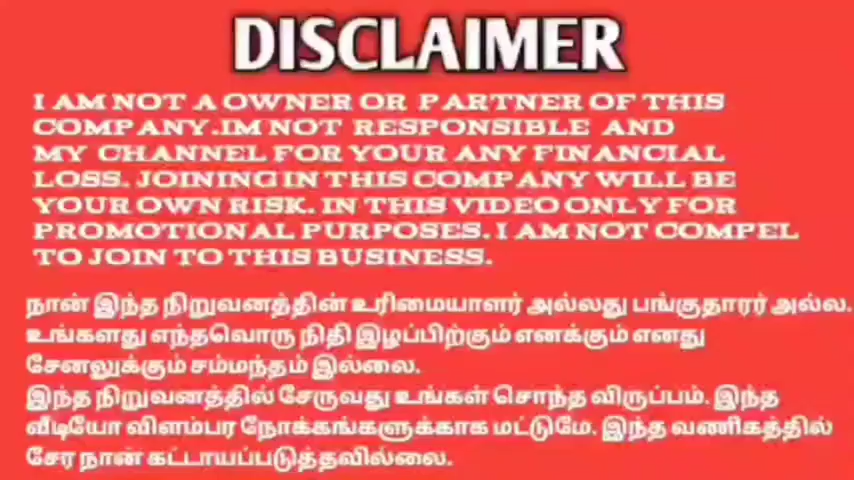 DISCLAIMER
I AM NOT A OWNER OR PARTNER OF THIS
COMPANY.IM NOT RESPONSIBLE AND
MY CHANNEL FOR YOUR ANY FINANCIAL
LOSS. JOINING IN THIS COMPANY WILL BE
YOUR OWN RISK. IN THIS VIDEO ONLY FOR
PROMOTIONAL PURPOSES. I AM NOT COMPEL
TO JOIN TO THIS BUSINESS.
நான் இந்த நிறுவனத்தின் உரிமையாளர் அல்லது பங்குதாரர் அல்ல.
உங்களது எந்தவொரு நிதி இழப்பிற்கும் எனக்கும் எனது
சேனலுக்கும் சம்மந்தம் இல்லை.
இந்த நிறுவனத்தில் சேருவது உங்கள் சொந்த விருப்பம். இந்த
வீடியோ விளம்பர நோக்கங்களுக்காக மட்டுமே. இந்த வணிகத்தில்
சேர நான் கட்டாயப்படுத்தவில்லை.